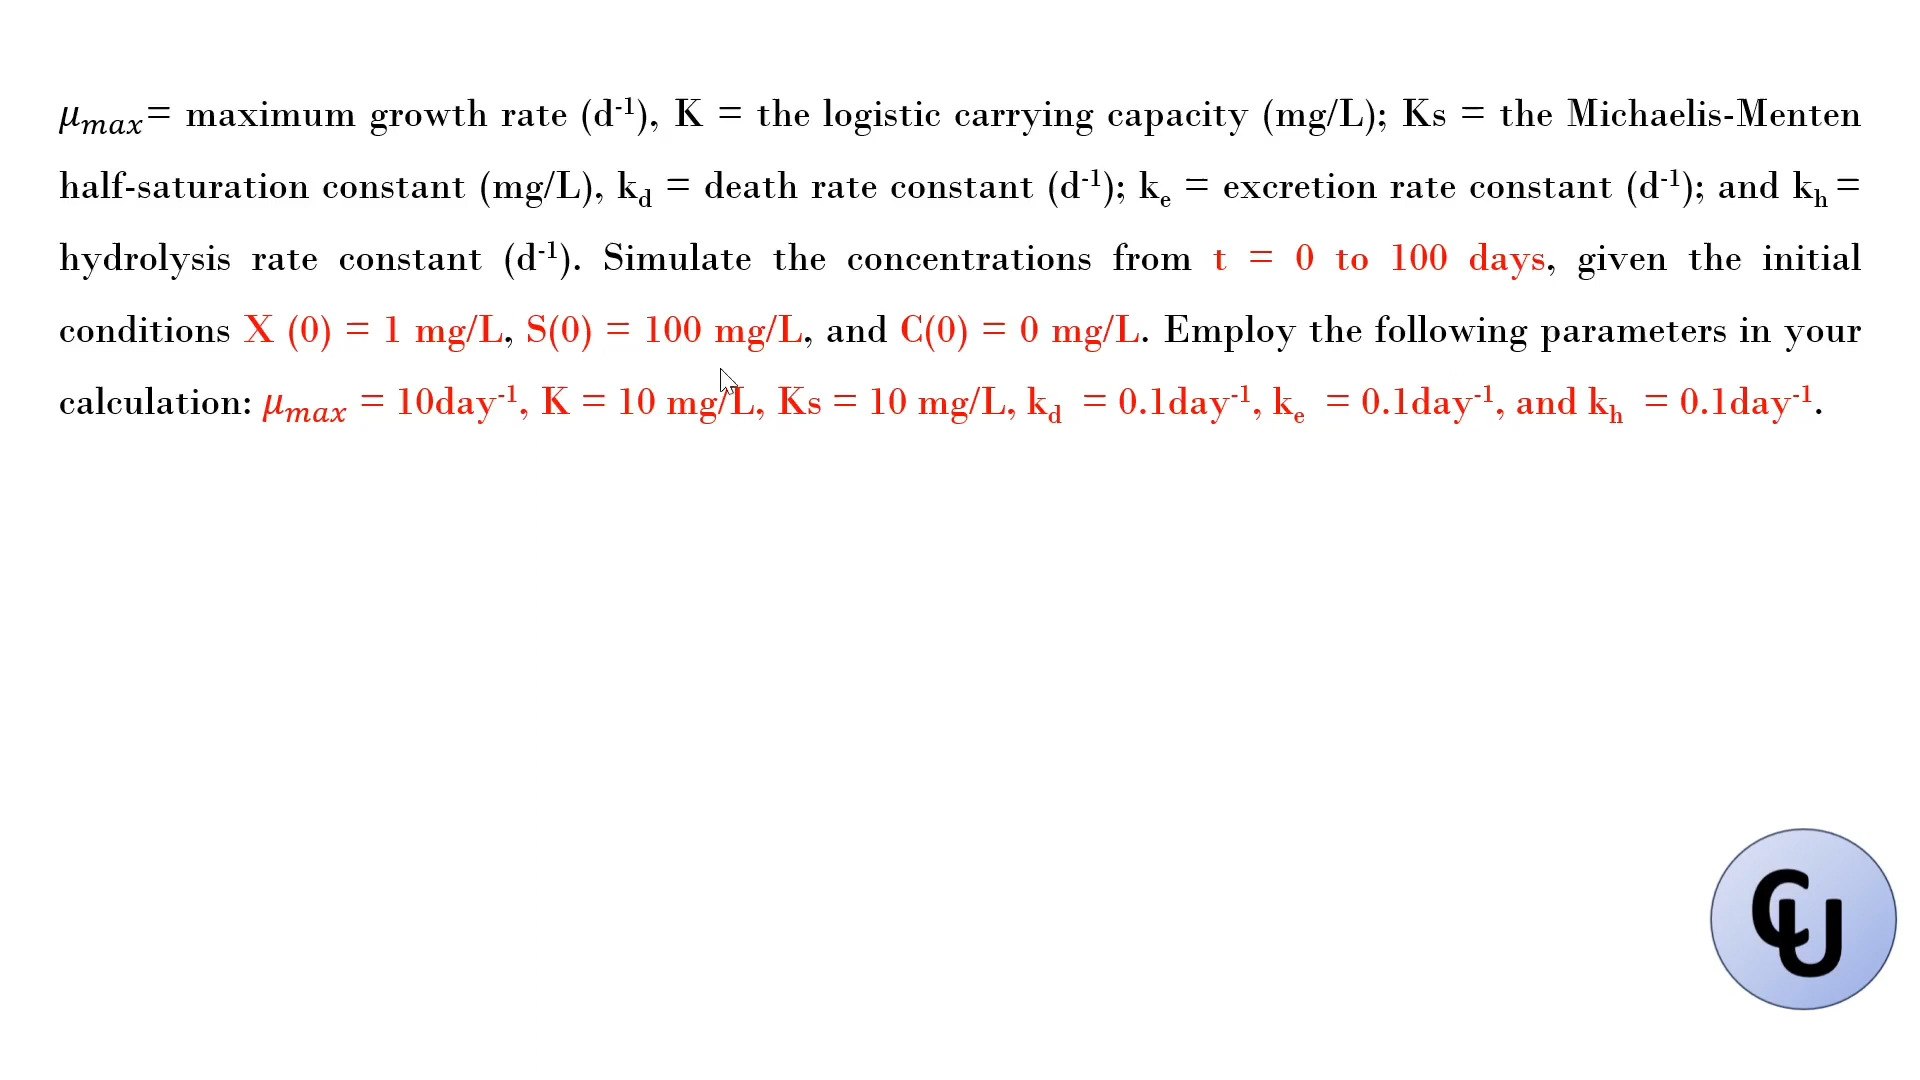 μₘₐₓ= maximum growth rate (d⁻¹), K = the logistic carrying capacity (mg/L); Ks = the Michaelis-Menten
half-saturation constant (mg/L), k_d = death rate constant (d⁻¹); kₑ = excretion rate constant (d⁻¹); and kₕ =
hydrolysis rate constant (d⁻¹). Simulate the concentrations from t = 0 to 100 days, given the initial
conditions X (0) = 1 mg/L, S(0) = 100 mg/L, and C(0) = 0 mg/L. Employ the following parameters in your
calculation: μₘₐₓ = 10day⁻¹, K = 10 mg/L, Ks = 10 mg/L, k_d = 0.1day⁻¹, kₑ = 0.1day⁻¹, and kₕ = 0.1day⁻¹.
CU